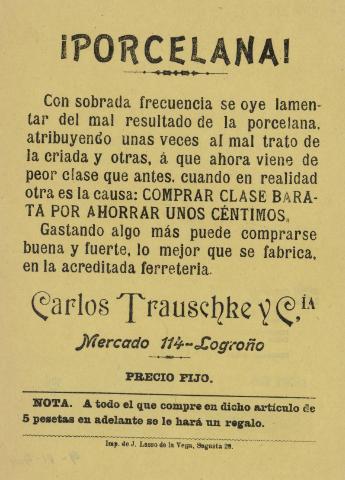 ¡PORCELANA!
Con sobrada frecuencia se oye lamen-
tar del mal resultado de la porcelana,
atribuyendo unas veces al mal trato de
la criada y otras, á que ahora viene de
peor clase que antes, cuando en realidad
otra es la causa: COMPRAR CLASE BARA-
TA POR AHORRAR UNOS CÉNTIMOS.
Gastando algo más puede comprarse
buena y fuerte, lo mejor que se fabrica,
en la acreditada ferreteria.
Carlos Trauschke y C.ÍA
Mercado 114-Logroño
PRECIO FIJO.
NOTA. A todo el que compre en dicho artículo de
5 pesetas en adelante se le hará un regalo.
Imp. de J. Lasso de la Vega, Sagasta 28.